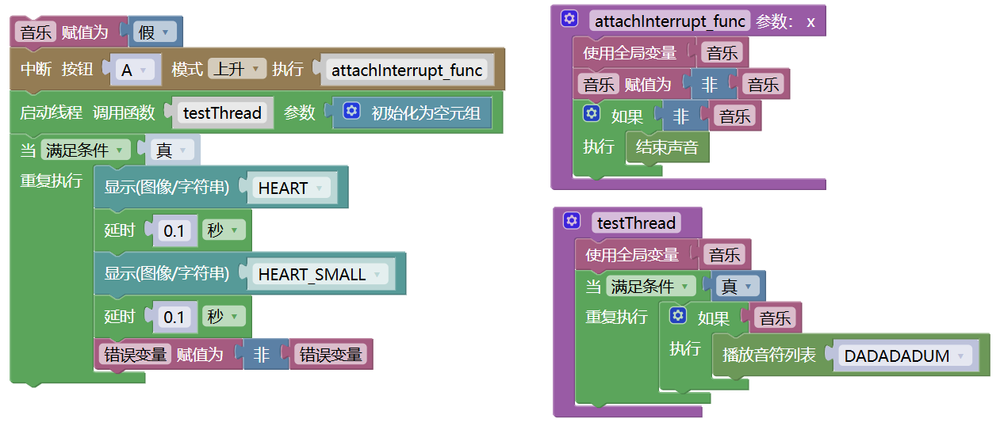 音乐 赋值为 假
中断 按钮 A 模式 上升 执行 attachInterrupt_func
启动线程 调用函数 testThread 参数 初始化为空元组
当 满足条件 真
重复执行 显示(图像/字符串) HEART
延时 0.1 秒
显示(图像/字符串) HEART_SMALL
延时 0.1 秒
错误变量 赋值为 非 错误变量
attachInterrupt_func 参数: x
使用全局变量 音乐
音乐 赋值为 非 音乐
如果 非 音乐
执行 结束声音
testThread
使用全局变量 音乐
当 满足条件 真
重复执行 如果 音乐
执行 播放音符列表 DADADADUM